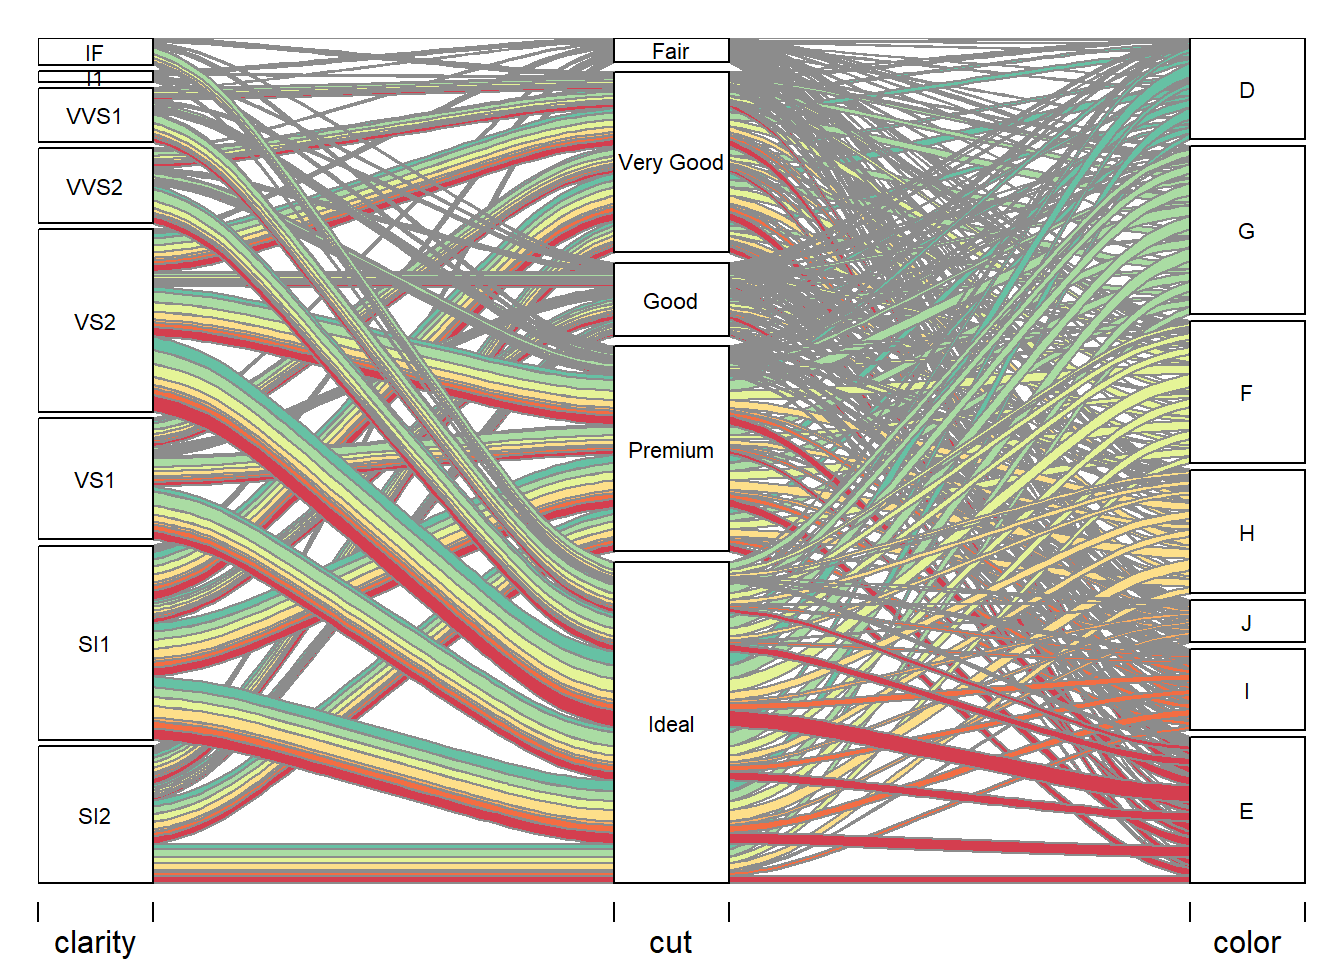 IF
I1
VVS1
VVS2
VS2
VS1
SI1
SI2
Fair
Very Good
Good
Premium
Ideal
D
G
F
H
J
I
E
clarity
cut
color